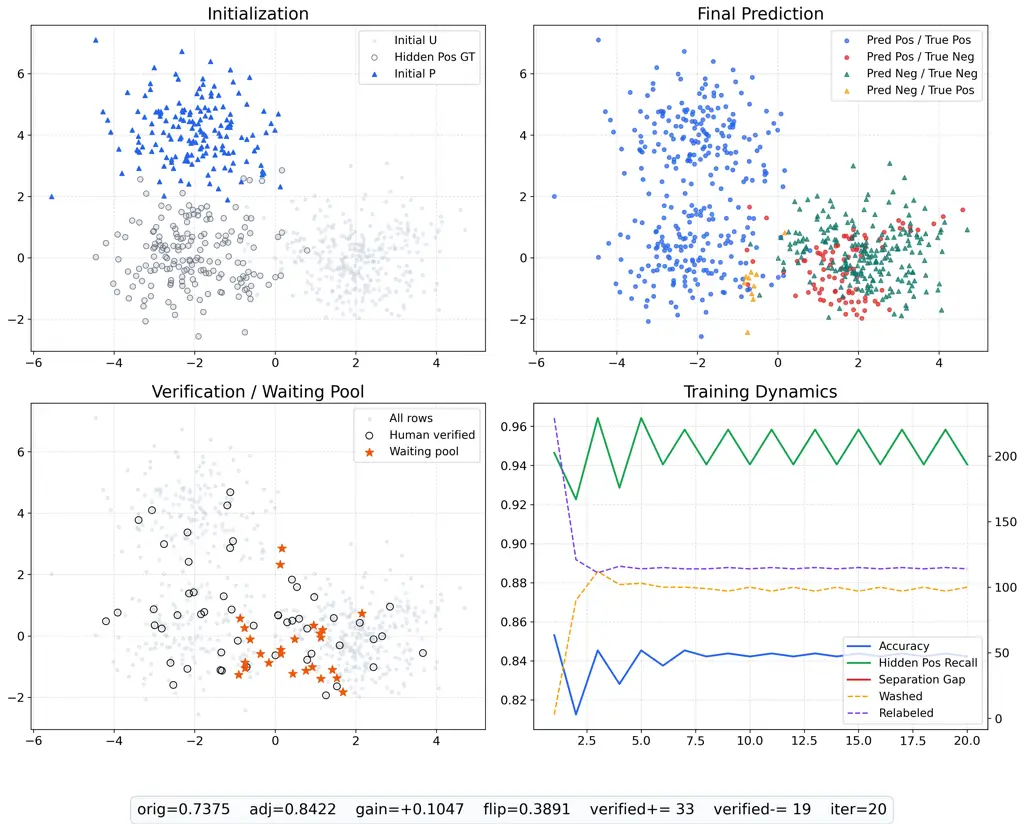 Initialization
Initial U
Hidden Pos GT
Initial P
6
4
2
0
−2
−6 −4 −2 0 2 4
Final Prediction
Pred Pos / True Pos
Pred Pos / True Neg
Pred Neg / True Neg
Pred Neg / True Pos
6
4
2
0
−2
−6 −4 −2 0 2 4
Verification / Waiting Pool
All rows
Human verified
Waiting pool
6
4
2
0
−2
−6 −4 −2 0 2 4
Training Dynamics
0.96
0.94
0.92
0.90
0.88
0.86
0.84
0.82
200
150
100
50
0
Accuracy
Hidden Pos Recall
Separation Gap
Washed
Relabeled
2.5 5.0 7.5 10.0 12.5 15.0 17.5 20.0
orig=0.7375 adj=0.8422 gain=+0.1047 flip=0.3891 verified+= 33 verified-= 19 iter=20